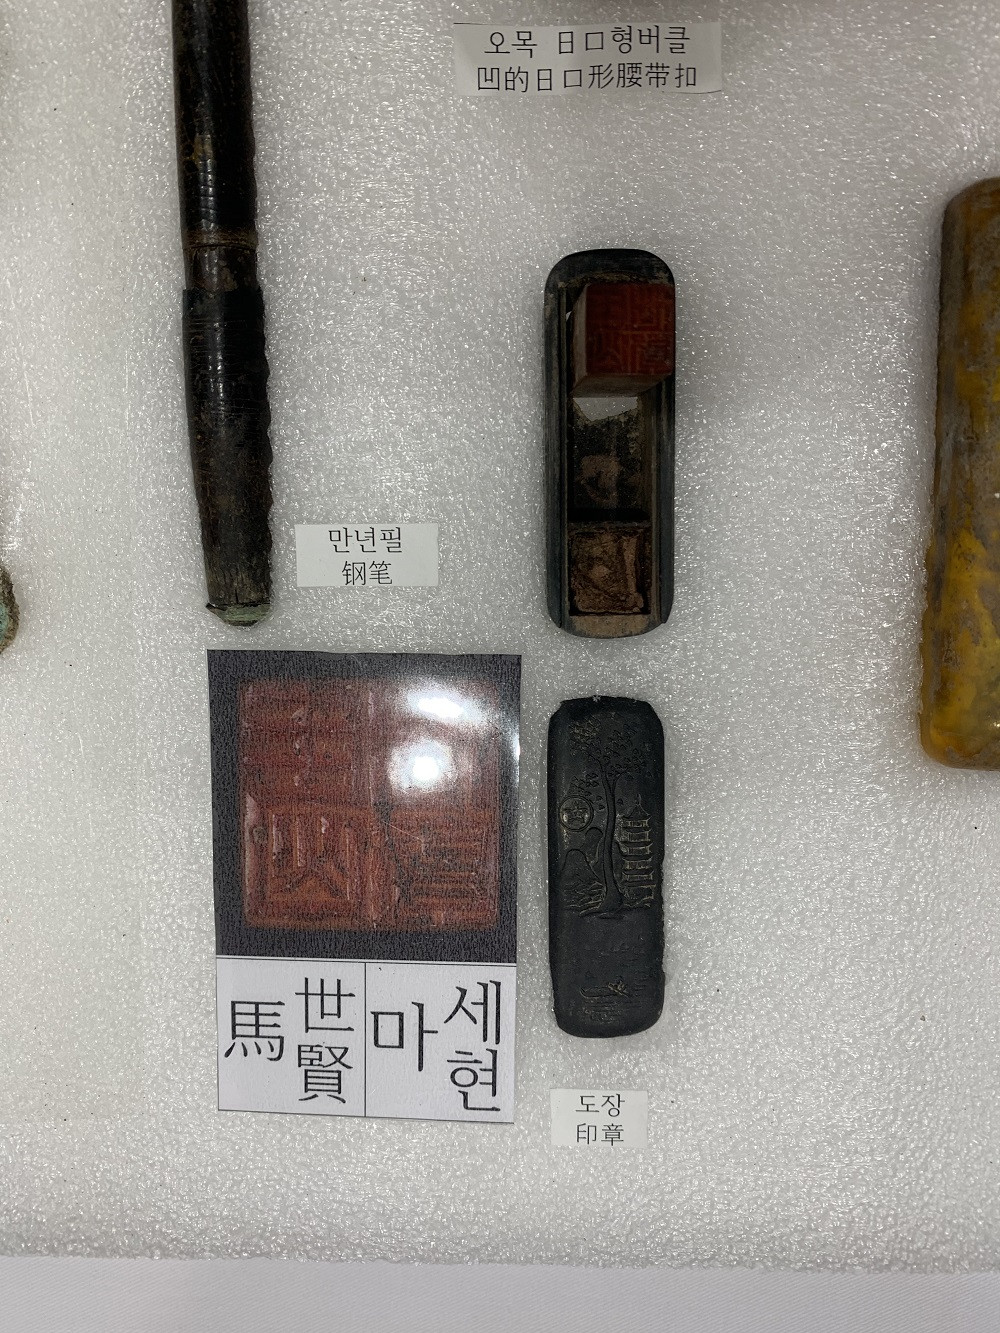 오목 日口형버클
凹的日口形腰带扣
만년필
钢笔
馬 世賢
마 세현
도장
印章